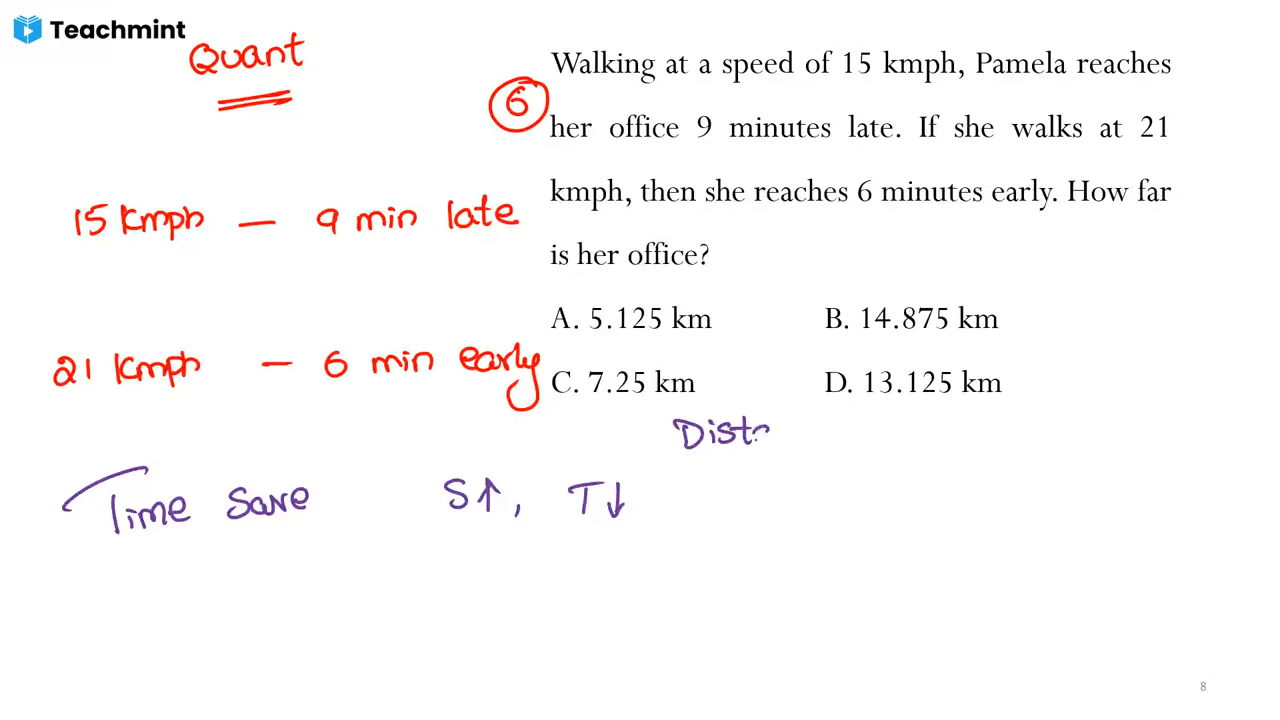 Teachmint
Quant
6
Walking at a speed of 15 kmph, Pamela reaches
her office 9 minutes late. If she walks at 21
kmph, then she reaches 6 minutes early. How far
is her office?
A. 5.125 km B. 14.875 km
C. 7.25 km D. 13.125 km
15 kmph — 9 min late
21 kmph — 6 min early
Dist
Time Save S↑, T↓
8